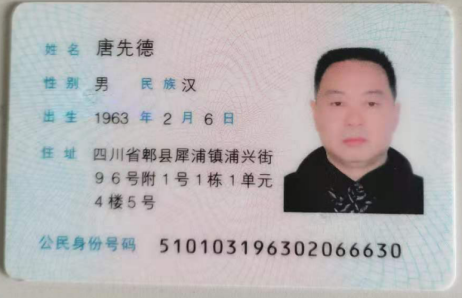 姓名 唐先德
性别 男 民族 汉
出生 1963 年 2 月 6 日
住址 四川省郫县犀浦镇浦兴街
96号附1号1栋1单元
4楼5号
公民身份号码 510103196302066630